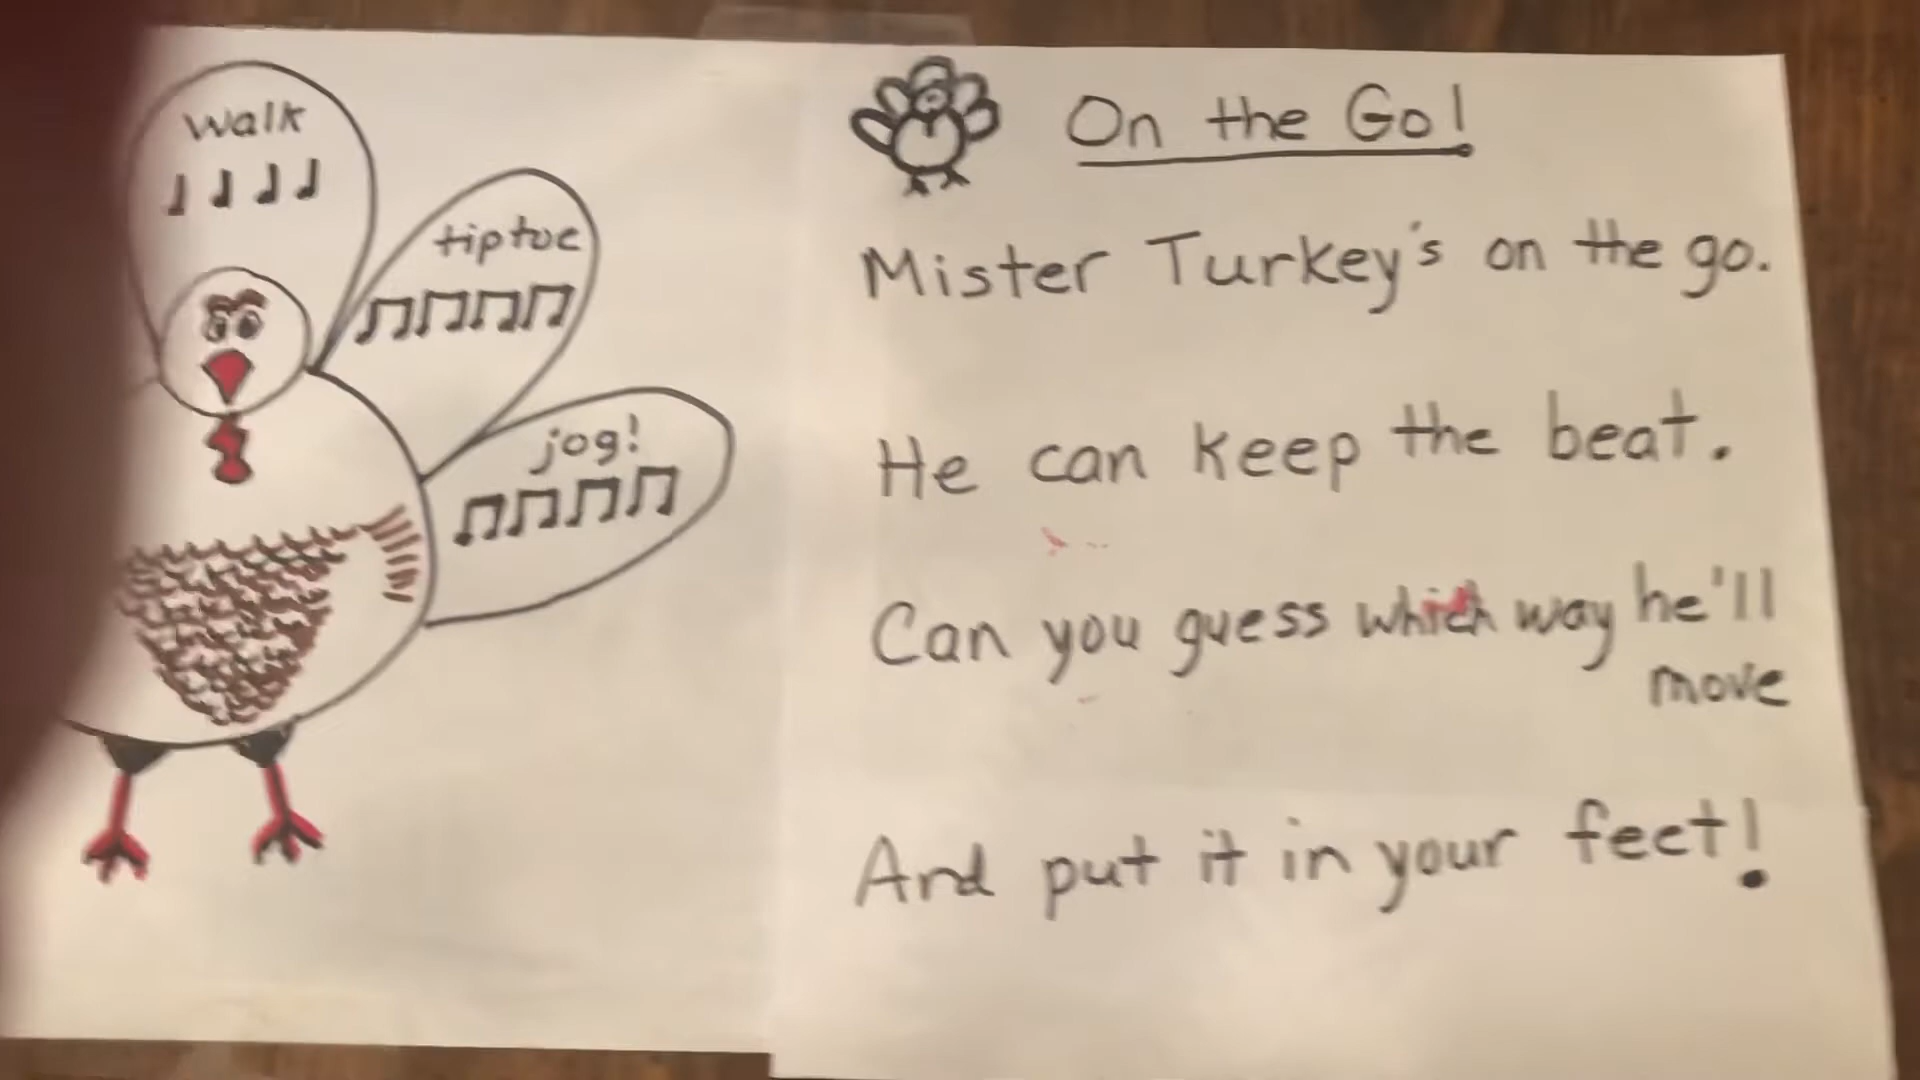 walk
tiptoe
jog!
On the Go!
Mister Turkey's on the go.
He can keep the beat.
Can you guess which way he'll
move
And put it in your feet!